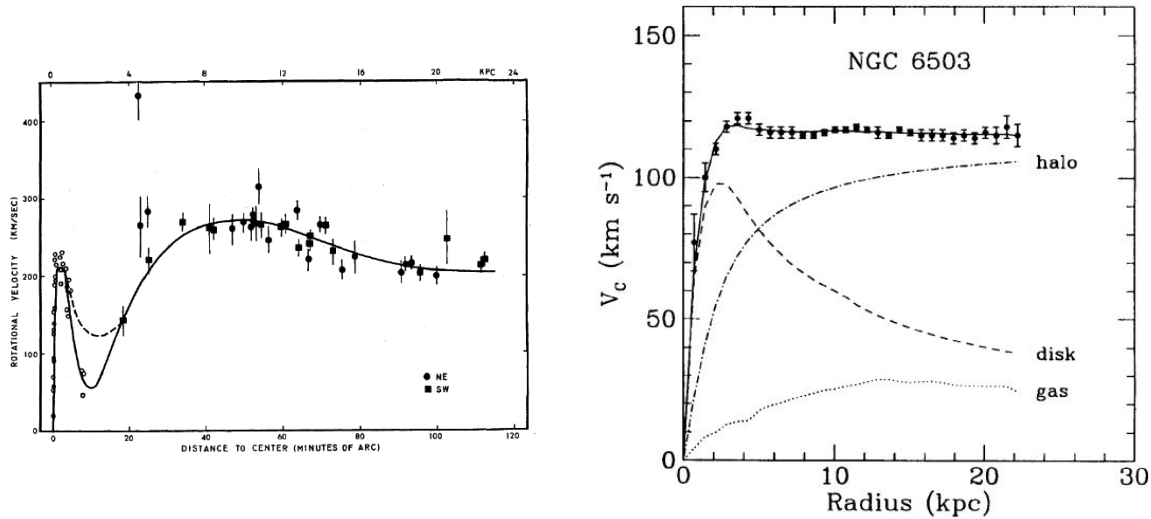 0 4 8 12 16 20 KPC 24
400
300
200
100
0
ROTATIONAL VELOCITY (KM/SEC)
NE
SW
0 20 40 60 80 100 120
DISTANCE TO CENTER (MINUTES OF ARC)
NGC 6503
150
100
50
0
V_C (km s⁻¹)
halo
disk
gas
0 10 20 30
Radius (kpc)